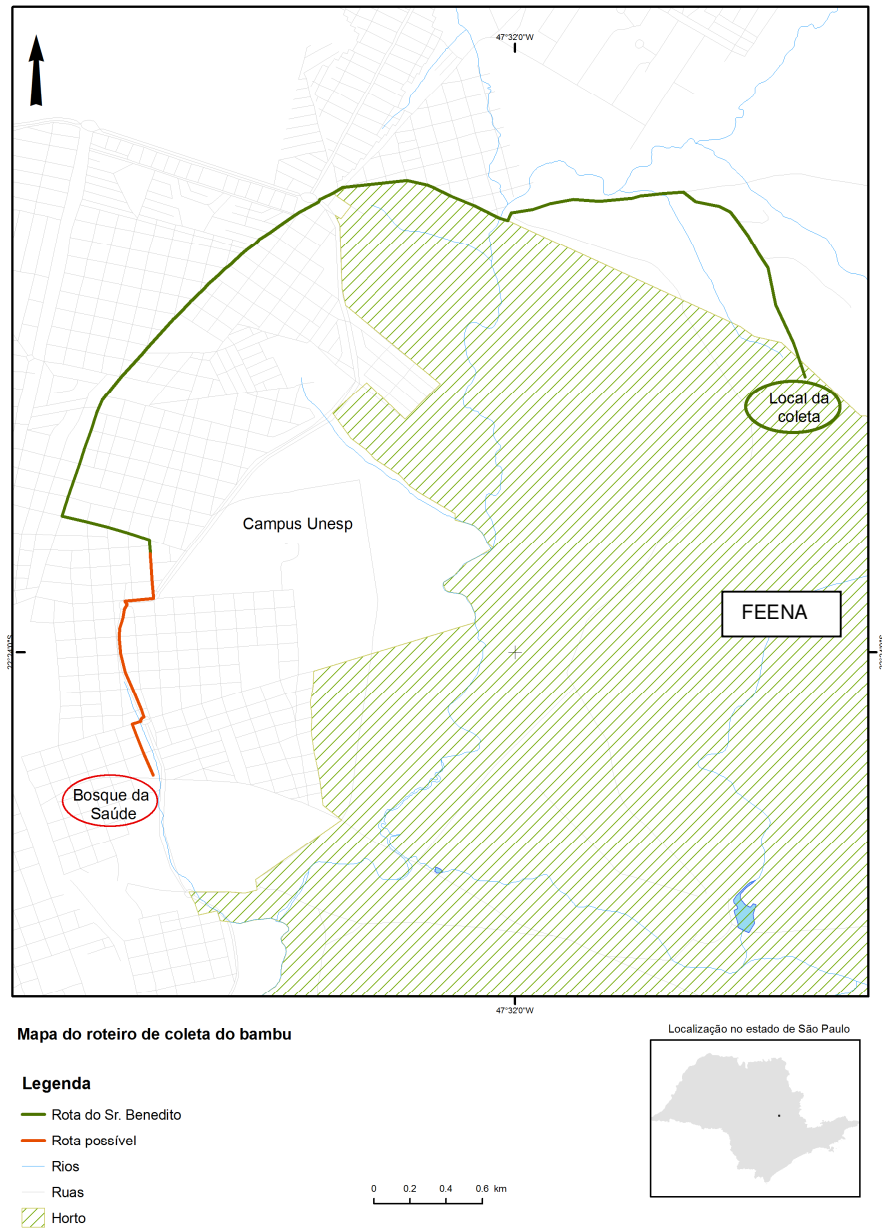 47°32'0"W
Local da
coleta
Campus Unesp
FEENA
Bosque da
Saúde
47°32'0"W
Mapa do roteiro de coleta do bambu
Localização no estado de São Paulo
Legenda
Rota do Sr. Benedito
Rota possível
Rios
Ruas
Horto
0 0.2 0.4 0.6 km